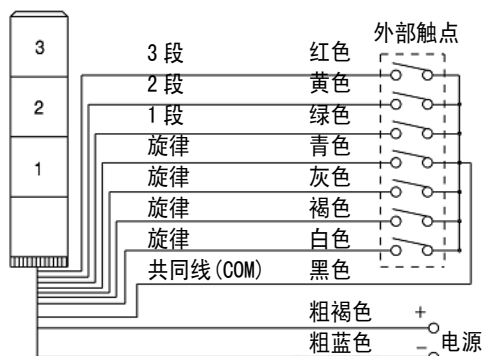 外部触点
3
3段 红色
2段 黄色
2
1段 绿色
旋律 青色
1
旋律 灰色
旋律 褐色
旋律 白色
共同线(COM) 黑色
粗褐色 +
粗蓝色 − 电源